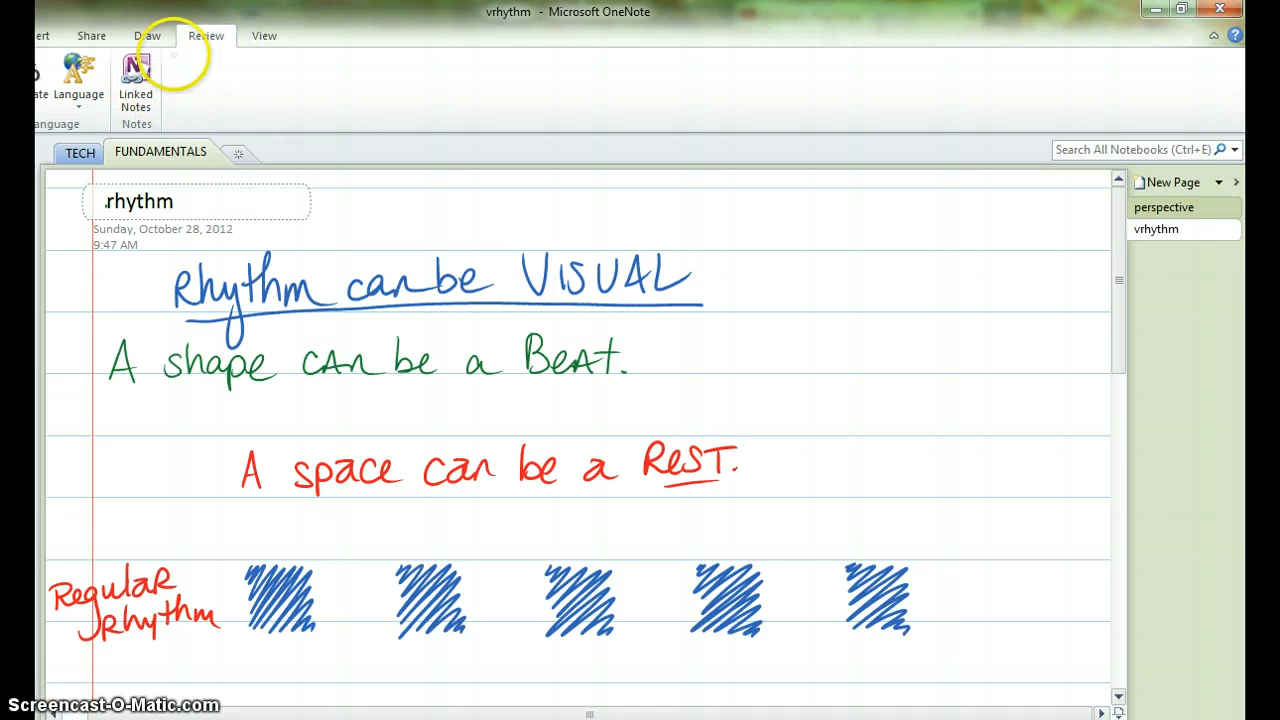 vrhythm - Microsoft OneNote
ert Share Draw Review View
ate Language Linked Notes
anguage Notes
TECH FUNDAMENTALS
Search All Notebooks (Ctrl+E)
New Page
perspective
vrhythm
.rhythm
Sunday, October 28, 2012
9:47 AM
Rhythm can be VISUAL
A shape CAn be a BeAt.
A space can be a ReST.
Regular
Rhythm
Screencast-O-Matic.com